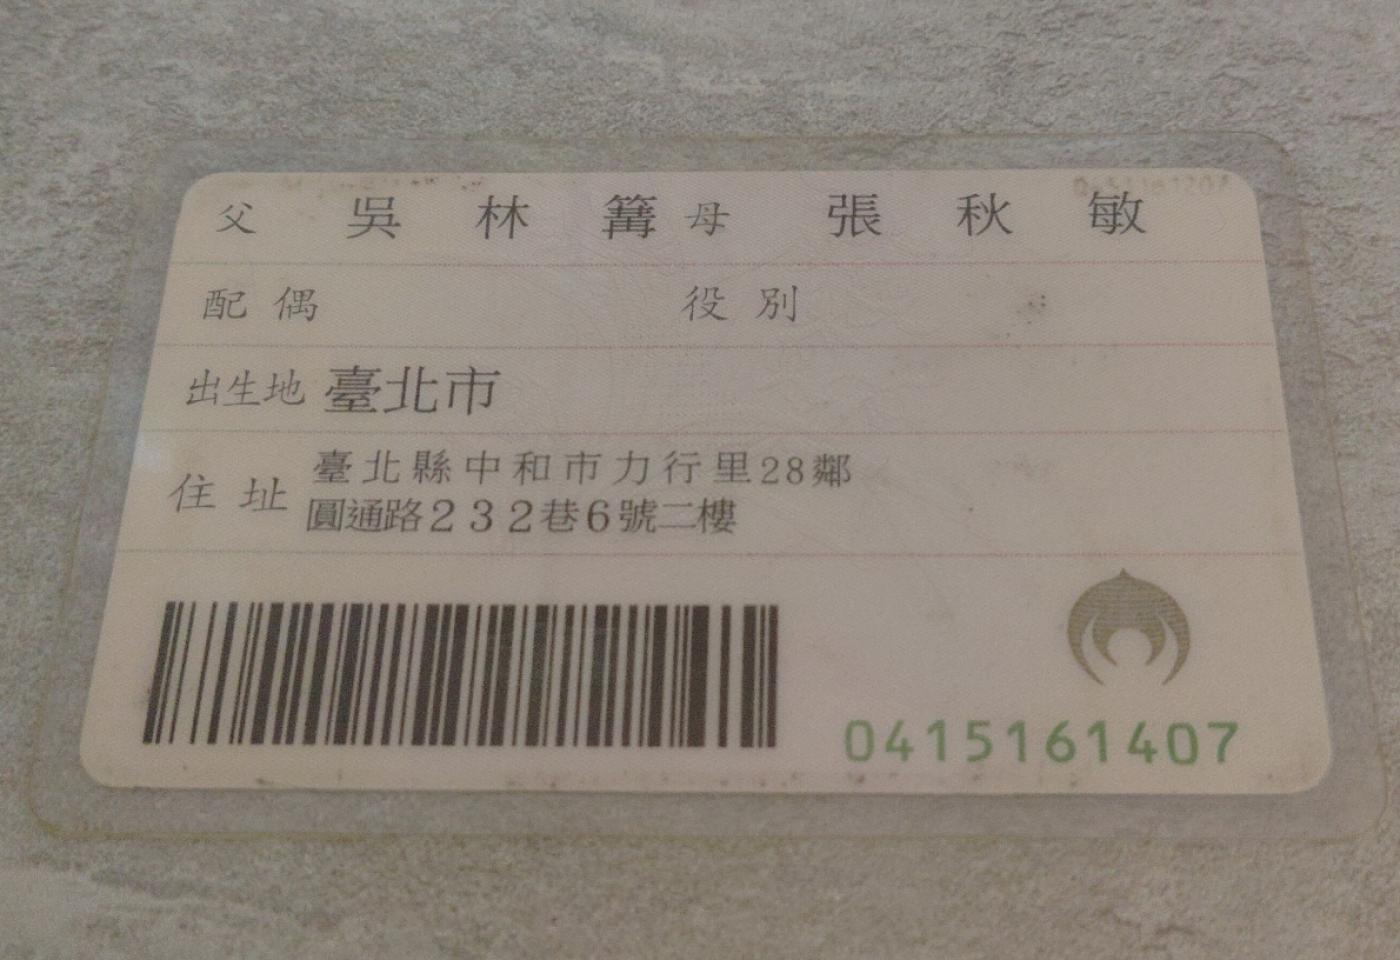 父 吳林篝 母 張秋敏
配偶 役別
出生地 臺北市
住址 臺北縣中和市力行里28鄰
圓通路232巷6號二樓
0415161407